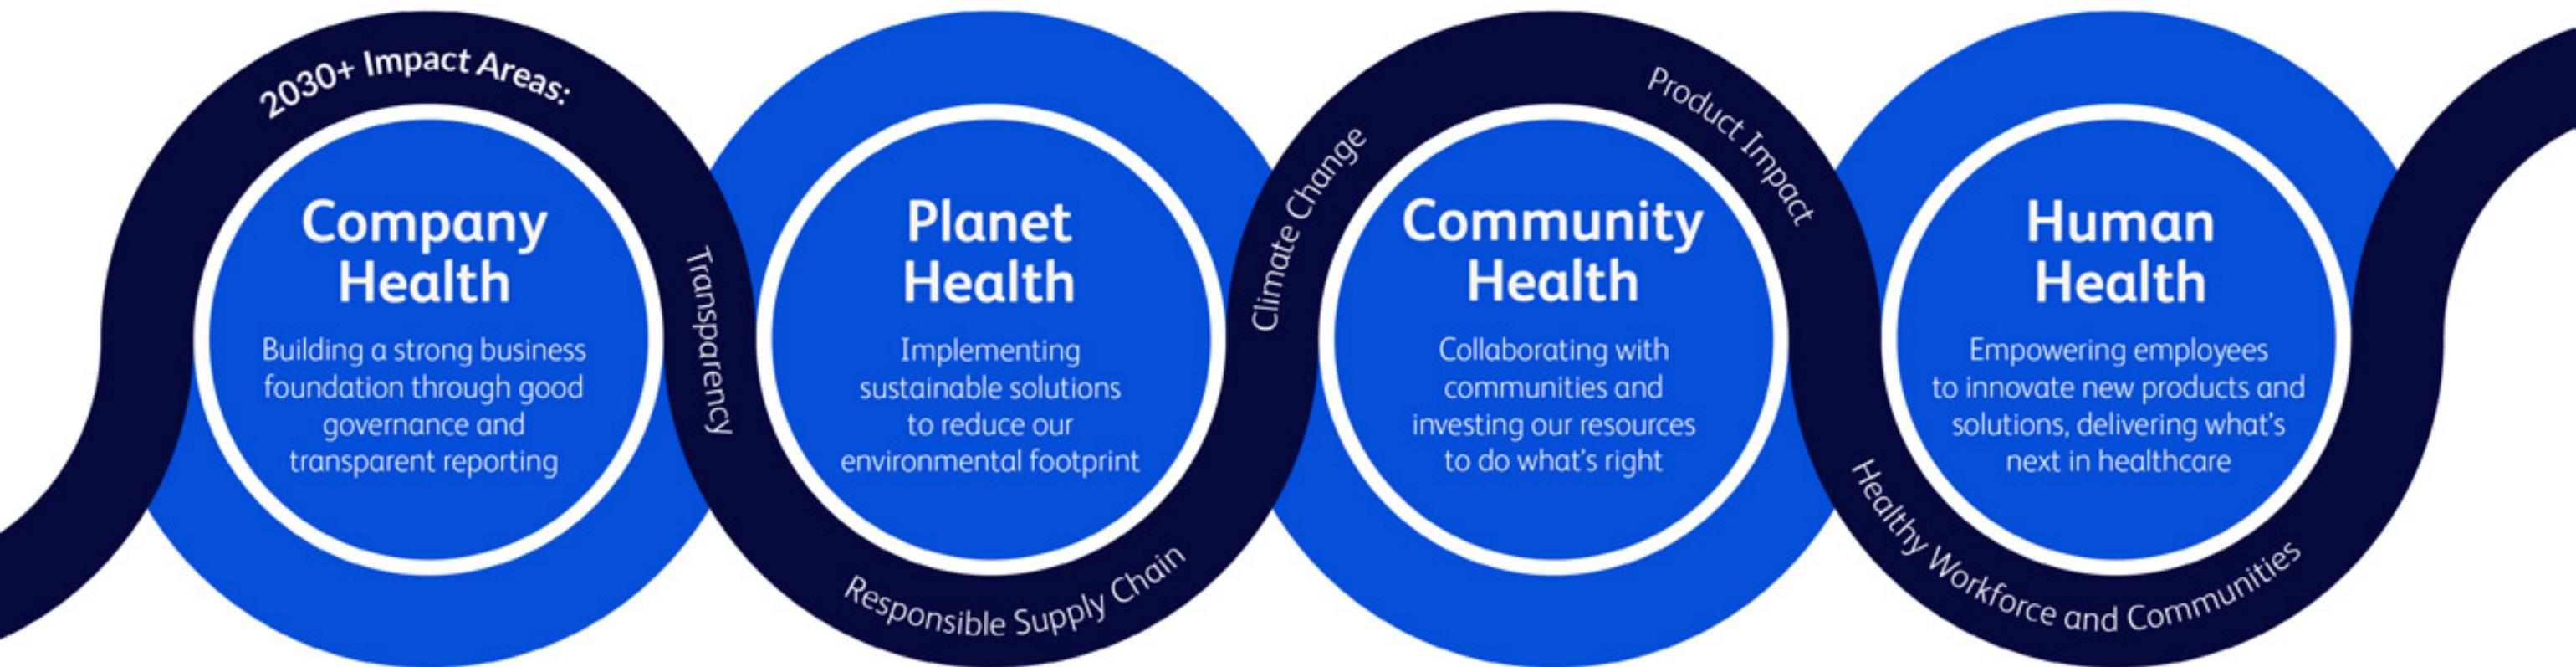 2030+ Impact Areas:
Company
Health
Building a strong business
foundation through good
governance and
transparent reporting
Transparency
Planet
Health
Implementing
sustainable solutions
to reduce our
environmental footprint
Responsible Supply Chain
Climate Change
Community
Health
Collaborating with
communities and
investing our resources
to do what's right
Product Impact
Human
Health
Empowering employees
to innovate new products and
solutions, delivering what's
next in healthcare
Healthy Workforce and Communities